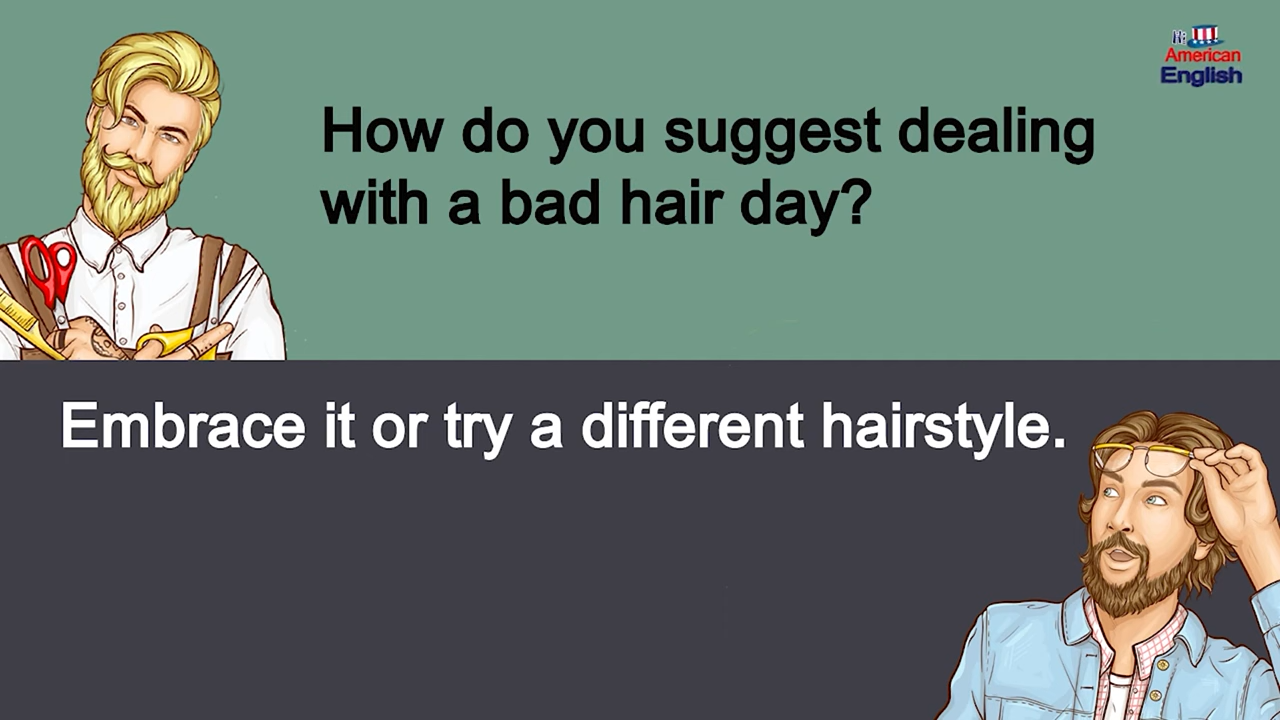 American
English
How do you suggest dealing
with a bad hair day?
Embrace it or try a different hairstyle.